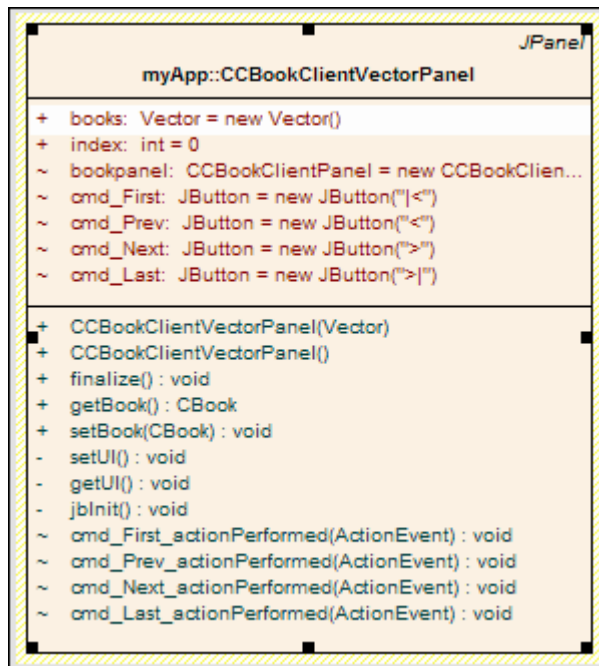 JPanel
myApp::CCBookClientVectorPanel
+ books: Vector = new Vector()
+ index: int = 0
~ bookpanel: CCBookClientPanel = new CCBookClien...
~ cmd_First: JButton = new JButton("|<")
~ cmd_Prev: JButton = new JButton("<")
~ cmd_Next: JButton = new JButton(">")
~ cmd_Last: JButton = new JButton(">|")
+ CCBookClientVectorPanel(Vector)
+ CCBookClientVectorPanel()
+ finalize() : void
+ getBook() : CBook
+ setBook(CBook) : void
- setUI() : void
- getUI() : void
- jbInit() : void
~ cmd_First_actionPerformed(ActionEvent) : void
~ cmd_Prev_actionPerformed(ActionEvent) : void
~ cmd_Next_actionPerformed(ActionEvent) : void
~ cmd_Last_actionPerformed(ActionEvent) : void